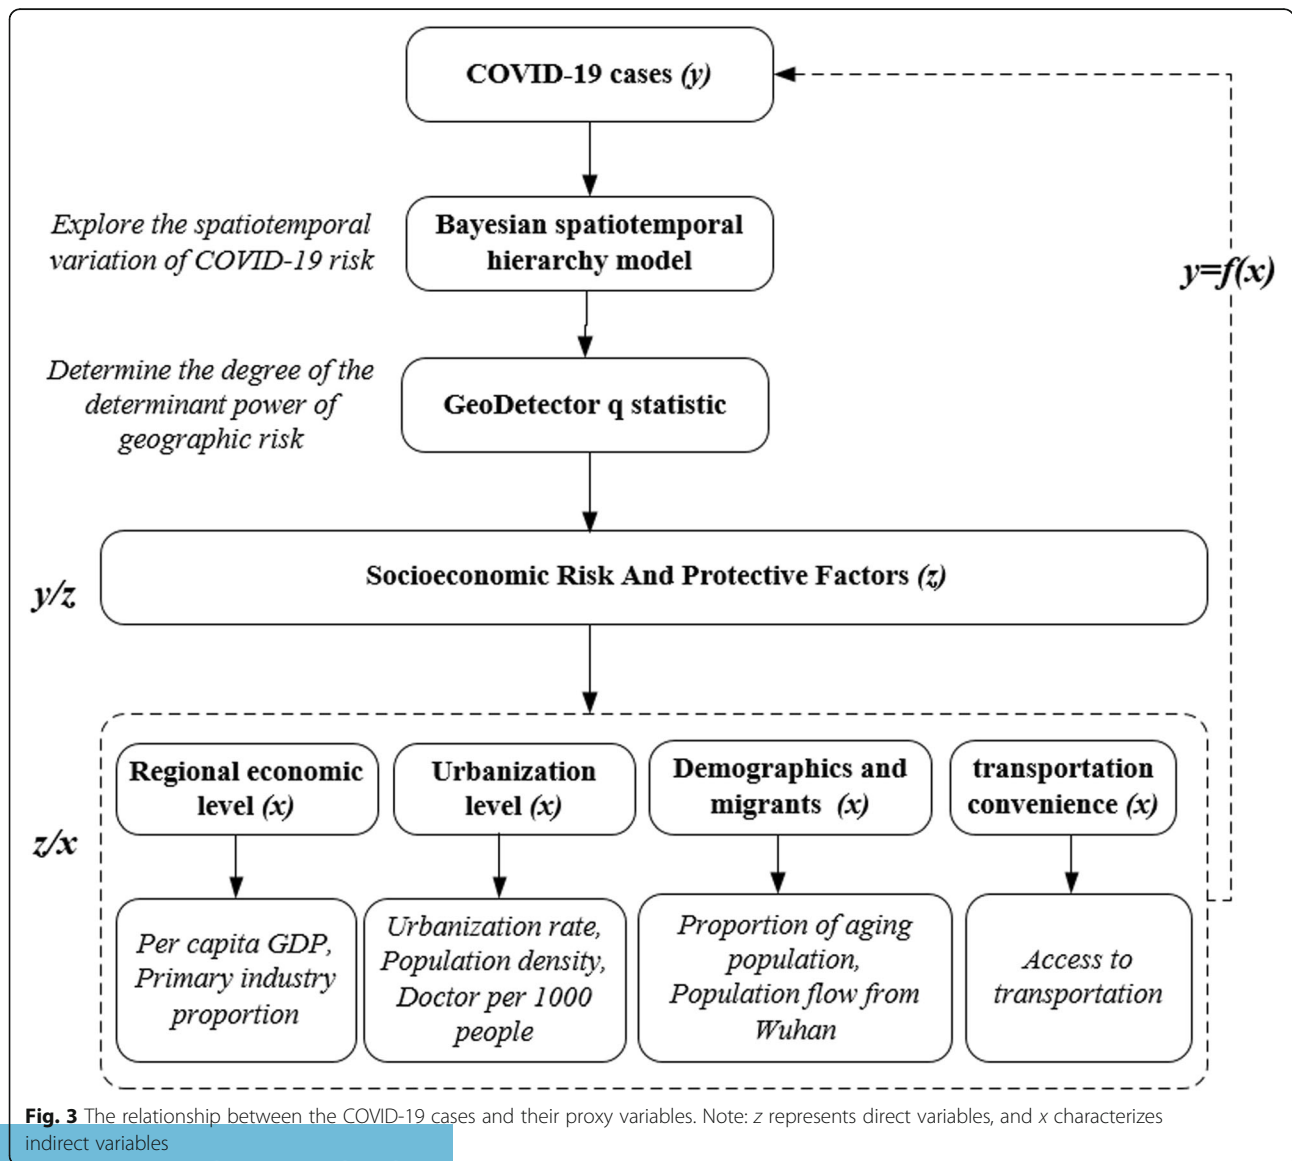 COVID-19 cases (y)
Explore the spatiotemporal
variation of COVID-19 risk
Bayesian spatiotemporal
hierarchy model
y=f(x)
Determine the degree of the
determinant power of
geographic risk
GeoDetector q statistic
y/z
Socioeconomic Risk And Protective Factors (z)
z/x
Regional economic
level (x)
Urbanization
level (x)
Demographics and
migrants (x)
transportation
convenience (x)
Per capita GDP,
Primary industry
proportion
Urbanization rate,
Population density,
Doctor per 1000
people
Proportion of aging
population,
Population flow from
Wuhan
Access to
transportation
Fig. 3 The relationship between the COVID-19 cases and their proxy variables. Note: z represents direct variables, and x characterizes
indirect variables